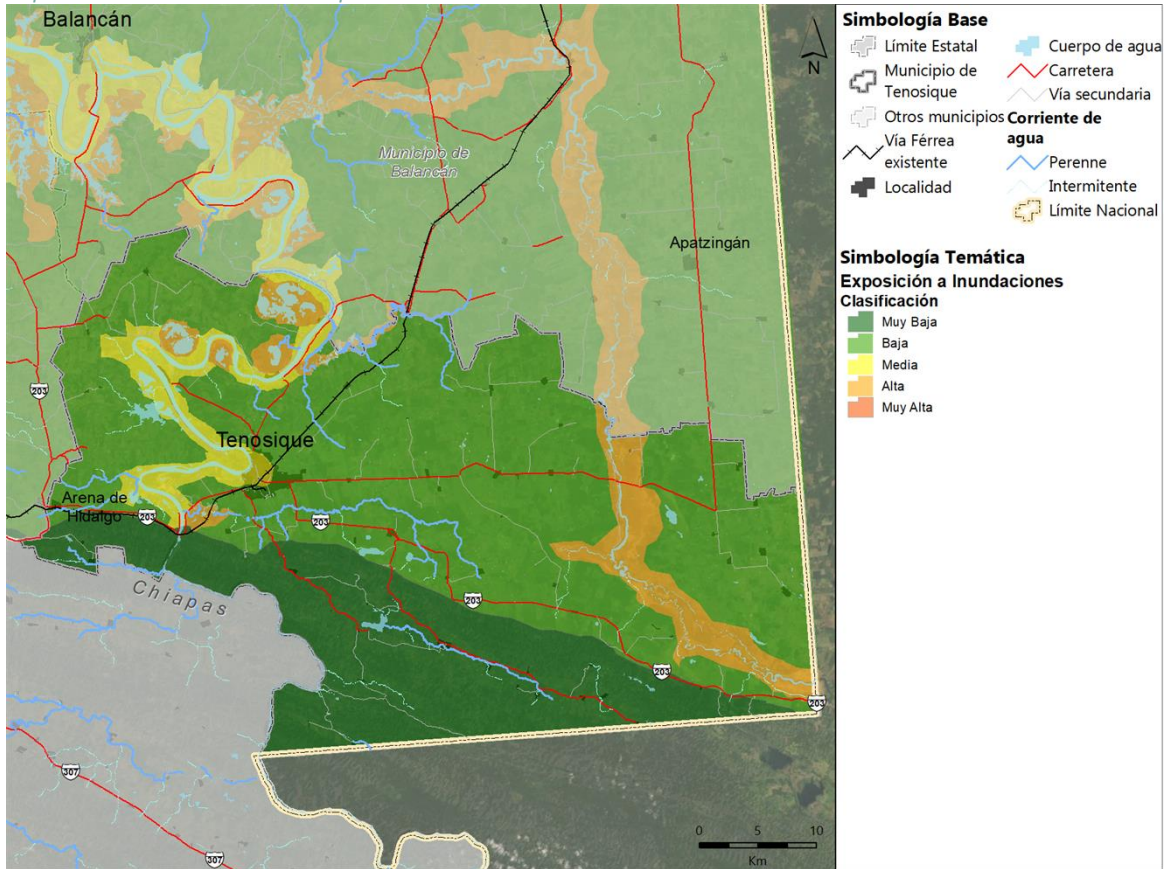 Balancán
Municipio de
Balancán
Apatzingán
Tenosique
Arena de
Hidalgo
Chiapas
203
203
203
203
203
203
307
307
N
0 5 10
Km
Simbología Base
Límite Estatal
Municipio de
Tenosique
Otros municipios
Vía Férrea
existente
Localidad
Cuerpo de agua
Carretera
Vía secundaria
Corriente de
agua
Perenne
Intermitente
Límite Nacional
Simbología Temática
Exposición a Inundaciones
Clasificación
Muy Baja
Baja
Media
Alta
Muy Alta